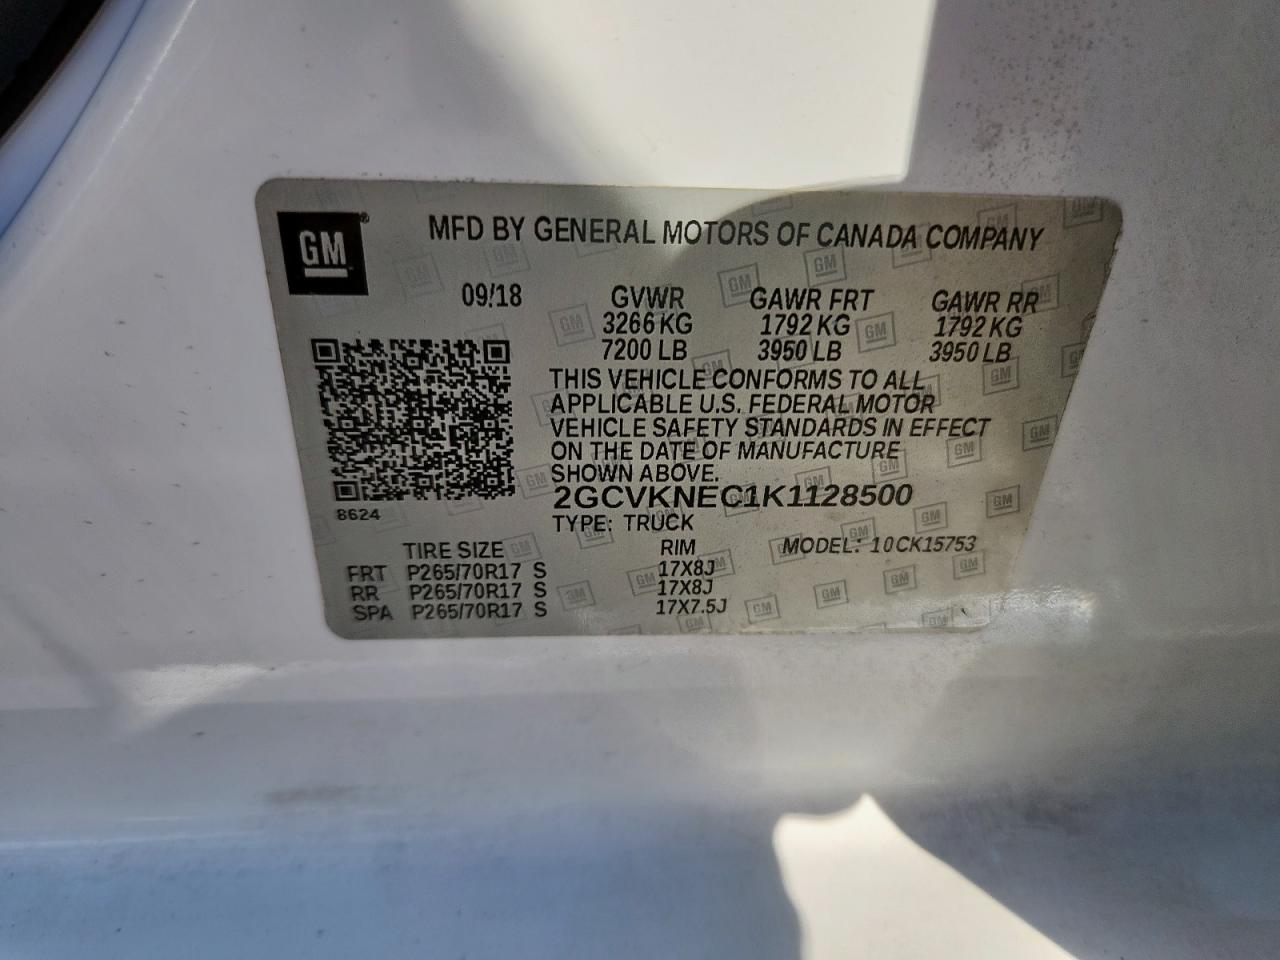 GM
MFD BY GENERAL MOTORS OF CANADA COMPANY
09/18 GVWR GAWR FRT GAWR RR
3266 KG 1792 KG 1792 KG
7200 LB 3950 LB 3950 LB
THIS VEHICLE CONFORMS TO ALL
APPLICABLE U.S. FEDERAL MOTOR
VEHICLE SAFETY STANDARDS IN EFFECT
ON THE DATE OF MANUFACTURE
SHOWN ABOVE.
2GCVKNEC1K1128500
8624
TYPE: TRUCK
TIRE SIZE RIM MODEL: 10CK15753
FRT P265/70R17 S 17X8J
RR P265/70R17 S 17X8J
SPA P265/70R17 S 17X7.5J